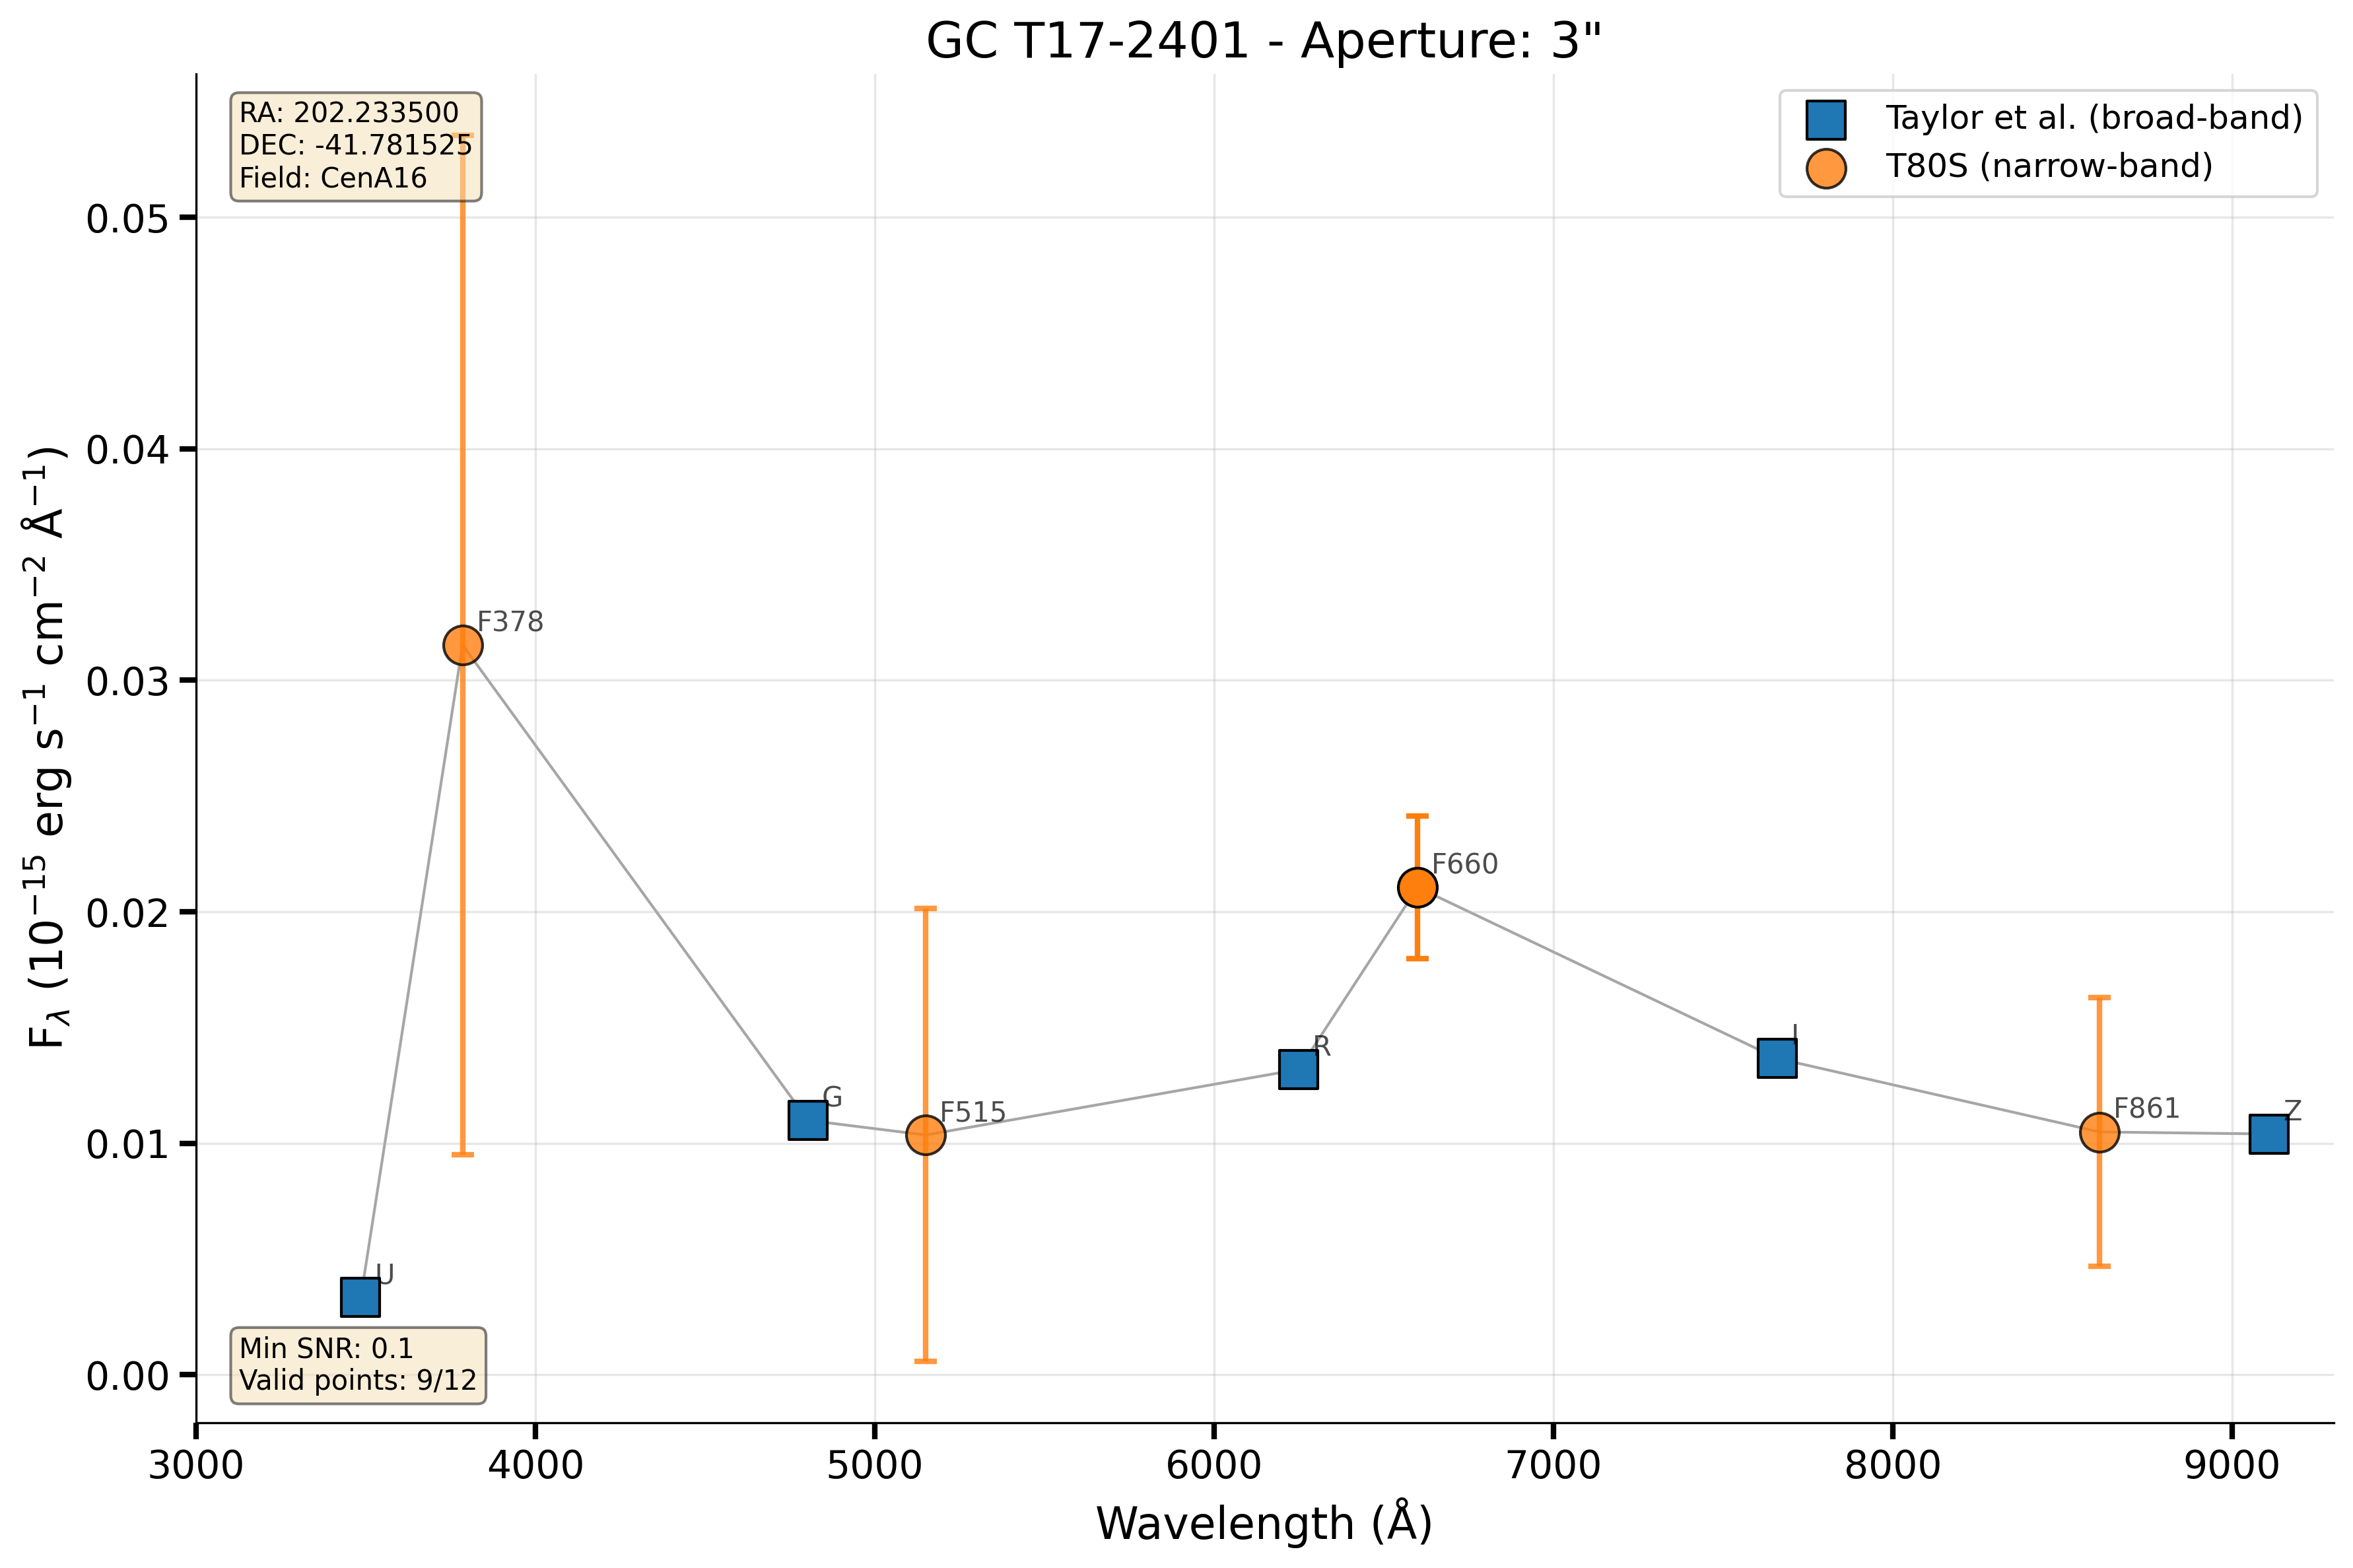 GC T17-2401 - Aperture: 3"
RA: 202.233500
DEC: -41.781525
Field: CenA16
Taylor et al. (broad-band)
T80S (narrow-band)
F_λ (10⁻¹⁵ erg s⁻¹ cm⁻² Å⁻¹)
0.05
0.04
0.03
0.02
0.01
0.00
F378
F660
R
I
G
F515
F861
Z
U
Min SNR: 0.1
Valid points: 9/12
3000 4000 5000 6000 7000 8000 9000
Wavelength (Å)